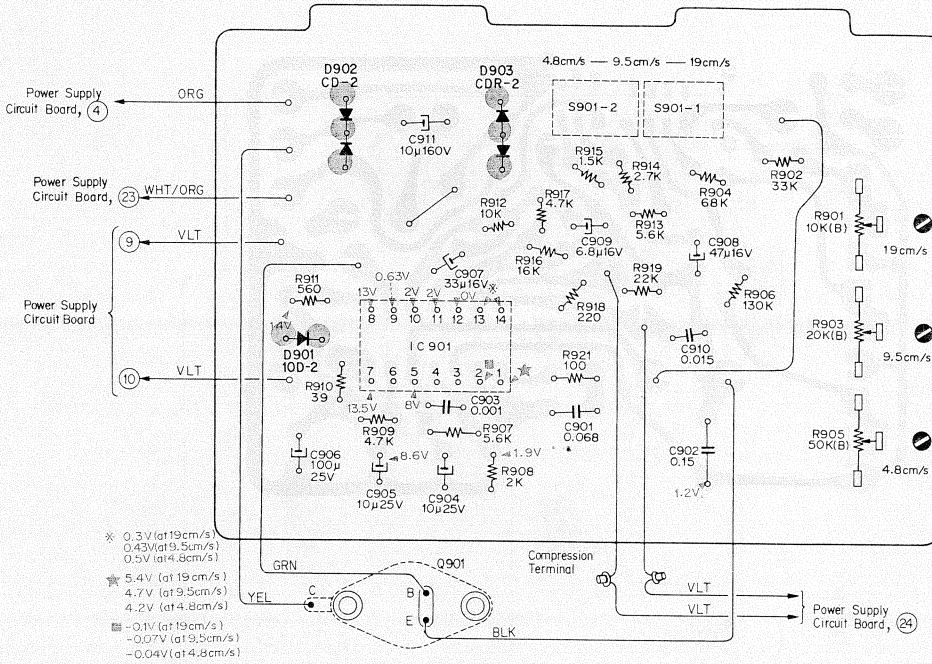 4.8cm/s — 9.5cm/s — 19cm/s
D902
CD-2
D903
CDR-2
S901-2
S901-1
Power Supply
Circuit Board, ④
ORG
C911
10μ160V
R915
1.5K
R914
2.7K
R902
33K
R904
68K
Power Supply
Circuit Board, ㉓
WHT/ORG
R912
10K
R917
4.7K
R913
5.6K
C909
6.8μ16V
R901
10K(B)
19cm/s
⑨
VLT
R916
16K
C908
47μ16V
C907
33μ16V
R919
22K
R906
130K
Power Supply
Circuit Board
R911
560
0.63V
13V
2V
2V
0V
※
8 9 10 11 12 13 14
R918
220
IC901
1.4V
D901
10D-2
R903
20K(B)
9.5cm/s
C910
0.015
R921
100
⑩
VLT
R910
39
7 6 5 4 3 2 1
■
★
13.5V
8V
C903
0.001
R909
4.7K
R907
5.6K
C901
0.068
R905
50K(B)
4.8cm/s
C906
100μ
25V
8.6V
1.9V
C905
10μ25V
C904
10μ25V
R908
2K
C902
0.15
1.2V
※ 0.3V (at 19cm/s)
0.43V(at 9.5cm/s)
0.5V (at 4.8cm/s)
★ 5.4V (at 19cm/s)
4.7V (at 9.5cm/s)
4.2V (at 4.8cm/s)
■ -0.1V (at 19cm/s)
-0.07V (at 9.5cm/s)
-0.04V (at 4.8cm/s)
GRN
YEL
C
Q901
B
E
BLK
Compression
Terminal
VLT
VLT
Power Supply
Circuit Board, ㉔